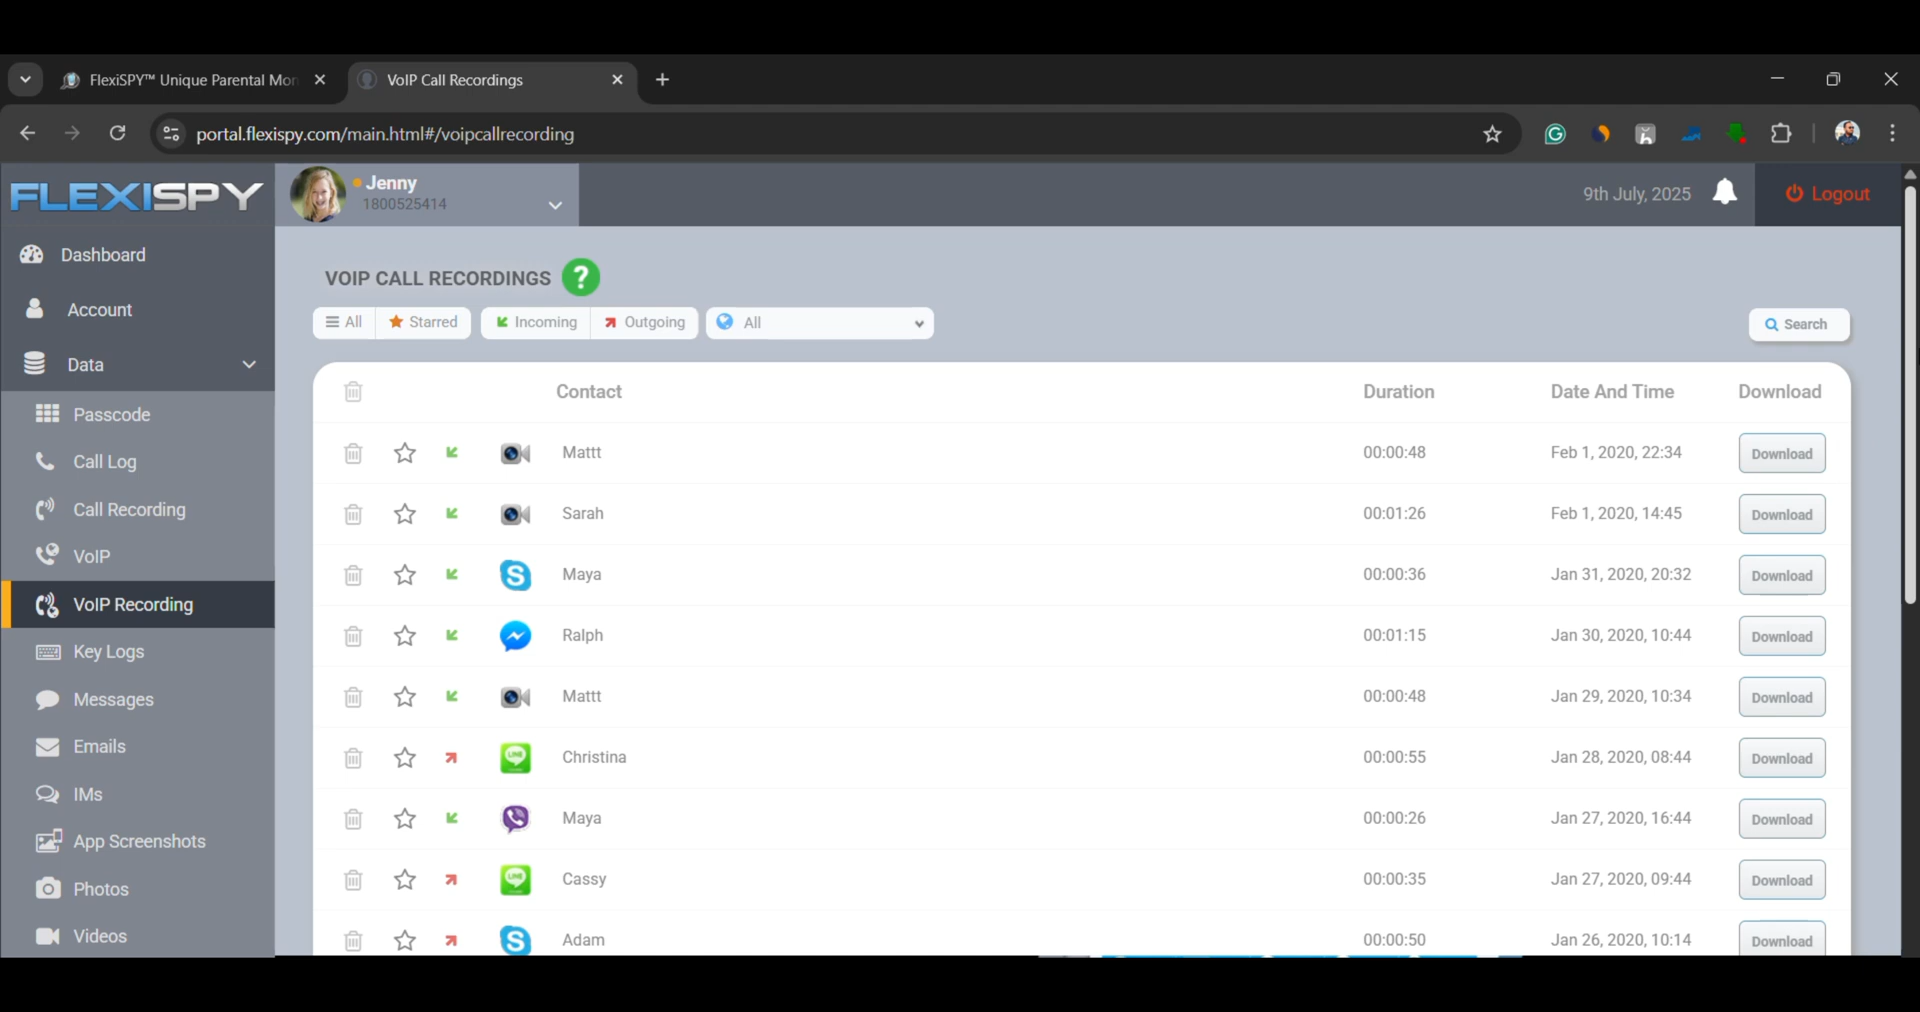 FlexiSPY™ Unique Parental Mon
VoIP Call Recordings
portal.flexispy.com/main.html#/voipcallrecording
FLEXISPY
Jenny
1800525414
9th July, 2025
Logout
Dashboard
Account
Data
Passcode
Call Log
Call Recording
VoIP
VoIP Recording
Key Logs
Messages
Emails
IMs
App Screenshots
Photos
Videos
VOIP CALL RECORDINGS ?
All Starred Incoming Outgoing All Search
Contact Duration Date And Time Download
Mattt 00:00:48 Feb 1, 2020, 22:34 Download
Sarah 00:01:26 Feb 1, 2020, 14:45 Download
S Maya 00:00:36 Jan 31, 2020, 20:32 Download
Ralph 00:01:15 Jan 30, 2020, 10:44 Download
Mattt 00:00:48 Jan 29, 2020, 10:34 Download
LINE Christina 00:00:55 Jan 28, 2020, 08:44 Download
Maya 00:00:26 Jan 27, 2020, 16:44 Download
LINE Cassy 00:00:35 Jan 27, 2020, 09:44 Download
S Adam 00:00:50 Jan 26, 2020, 10:14 Download